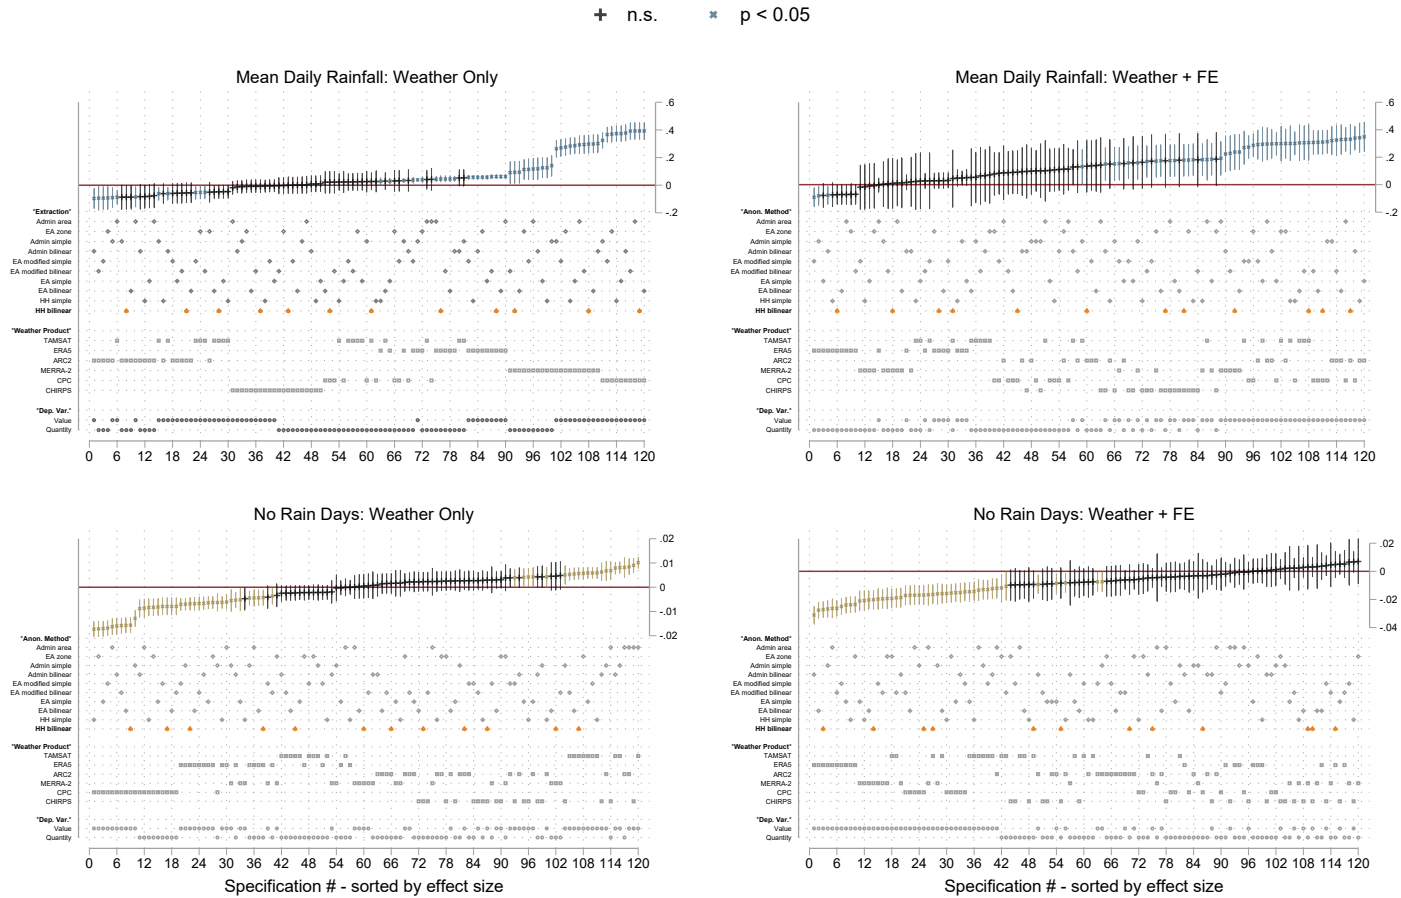 n.s. p < 0.05
Mean Daily Rainfall: Weather Only
.6
.4
.2
0
-.2
"Extraction"
Admin area
EA zone
Admin simple
Admin bilinear
EA modified simple
EA modified bilinear
EA simple
EA bilinear
HH simple
HH bilinear
"Weather Product"
TAMSAT
ERA5
ARC2
MERRA-2
CPC
CHIRPS
"Dep. Var."
Value
Quantity
0 6 12 18 24 30 36 42 48 54 60 66 72 78 84 90 96 102 108 114 120
Mean Daily Rainfall: Weather + FE
.6
.4
.2
0
-.2
"Anon. Method"
Admin area
EA zone
Admin simple
Admin bilinear
EA modified simple
EA modified bilinear
EA simple
EA bilinear
HH simple
HH bilinear
"Weather Product"
TAMSAT
ERA5
ARC2
MERRA-2
CPC
CHIRPS
"Dep. Var."
Value
Quantity
0 6 12 18 24 30 36 42 48 54 60 66 72 78 84 90 96 102 108 114 120
No Rain Days: Weather Only
.02
.01
0
-.01
-.02
"Anon. Method"
Admin area
EA zone
Admin simple
Admin bilinear
EA modified simple
EA modified bilinear
EA simple
EA bilinear
HH simple
HH bilinear
"Weather Product"
TAMSAT
ERA5
ARC2
MERRA-2
CPC
CHIRPS
"Dep. Var."
Value
Quantity
0 6 12 18 24 30 36 42 48 54 60 66 72 78 84 90 96 102 108 114 120
Specification # - sorted by effect size
No Rain Days: Weather + FE
.02
0
-.02
-.04
"Anon. Method"
Admin area
EA zone
Admin simple
Admin bilinear
EA modified simple
EA modified bilinear
EA simple
EA bilinear
HH simple
HH bilinear
"Weather Product"
TAMSAT
ERA5
ARC2
MERRA-2
CPC
CHIRPS
"Dep. Var."
Value
Quantity
0 6 12 18 24 30 36 42 48 54 60 66 72 78 84 90 96 102 108 114 120
Specification # - sorted by effect size